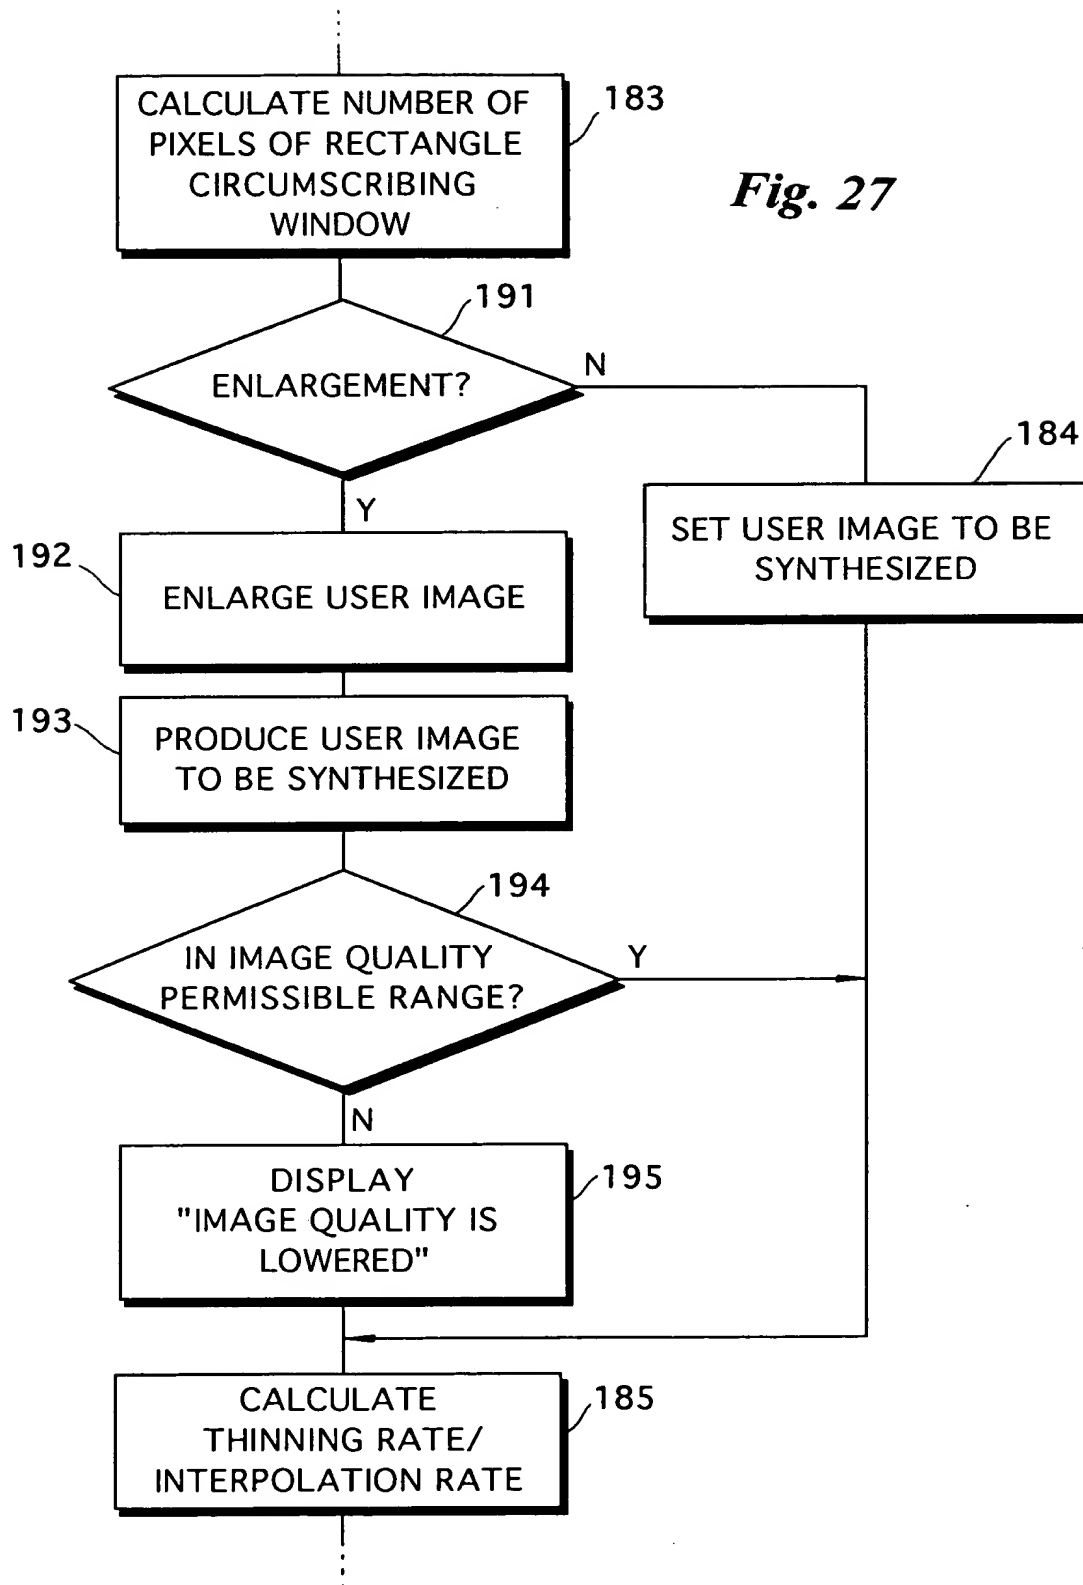 CALCULATE NUMBER OF
PIXELS OF RECTANGLE
CIRCUMSCRIBING
WINDOW
183
Fig. 27
191
ENLARGEMENT?
N
Y
184
SET USER IMAGE TO BE
SYNTHESIZED
192
ENLARGE USER IMAGE
193
PRODUCE USER IMAGE
TO BE SYNTHESIZED
194
IN IMAGE QUALITY
PERMISSIBLE RANGE?
Y
N
DISPLAY
"IMAGE QUALITY IS
LOWERED"
195
CALCULATE
THINNING RATE/
INTERPOLATION RATE
185